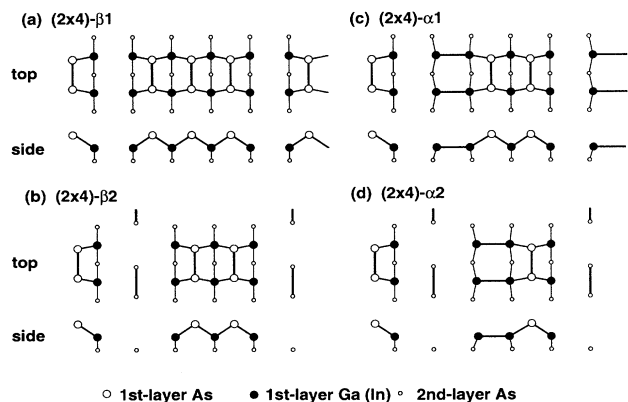 (a) (2x4)-β1
(c) (2x4)-α1
top
side
(b) (2x4)-β2
(d) (2x4)-α2
top
side
○ 1st-layer As ● 1st-layer Ga (In) ○ 2nd-layer As